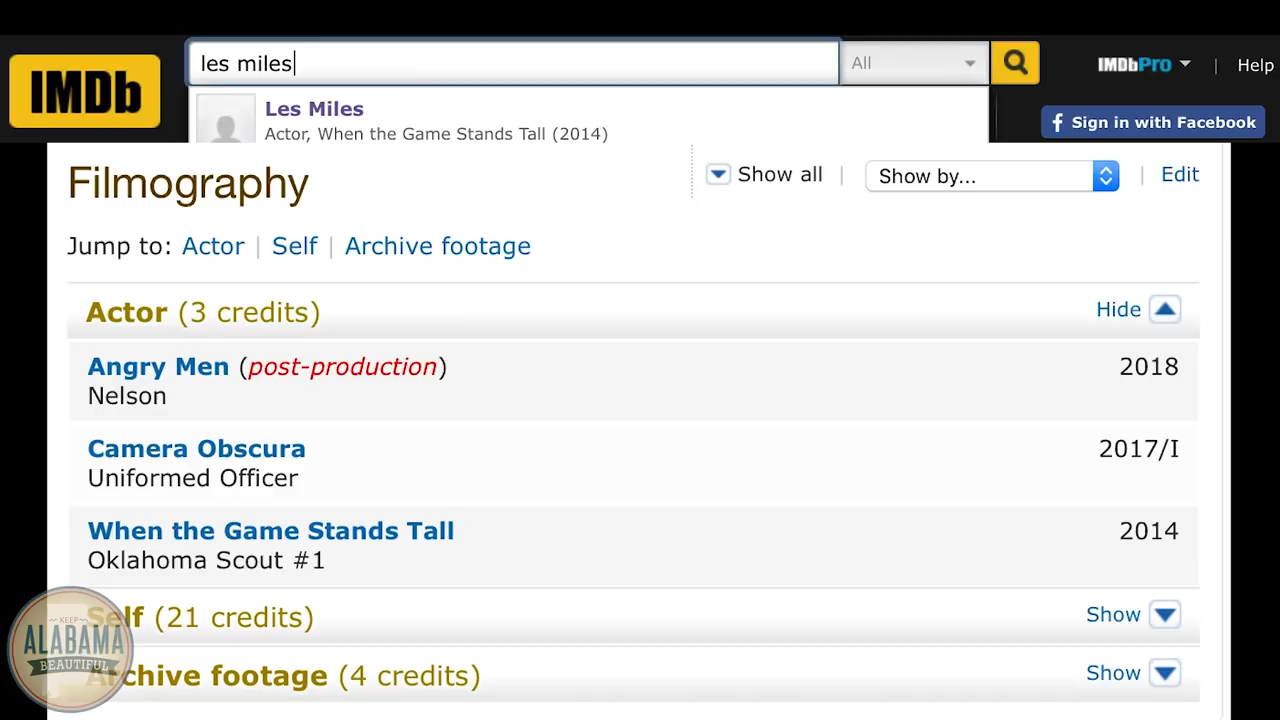 IMDb
les miles
All
IMDbPro
Help
Les Miles
Actor, When the Game Stands Tall (2014)
f Sign in with Facebook
Filmography
Show all
Show by...
Edit
Jump to: Actor | Self | Archive footage
Actor (3 credits)
Hide
Angry Men (post-production)
2018
Nelson
Camera Obscura
2017/I
Uniformed Officer
When the Game Stands Tall
2014
Oklahoma Scout #1
Self (21 credits)
Show
Archive footage (4 credits)
Show
KEEP
ALABAMA
BEAUTIFUL